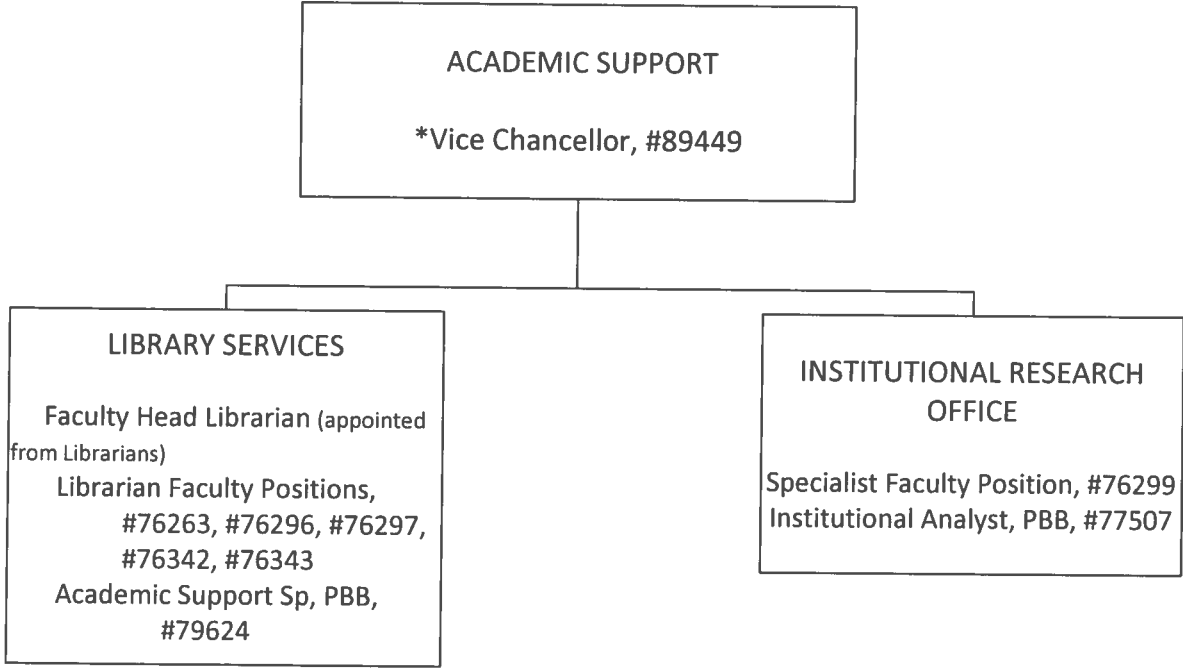 ACADEMIC SUPPORT
*Vice Chancellor, #89449
LIBRARY SERVICES
Faculty Head Librarian (appointed
from Librarians)
Librarian Faculty Positions,
#76263, #76296, #76297,
#76342, #76343
Academic Support Sp, PBB,
#79624
INSTITUTIONAL RESEARCH
OFFICE
Specialist Faculty Position, #76299
Institutional Analyst, PBB, #77507